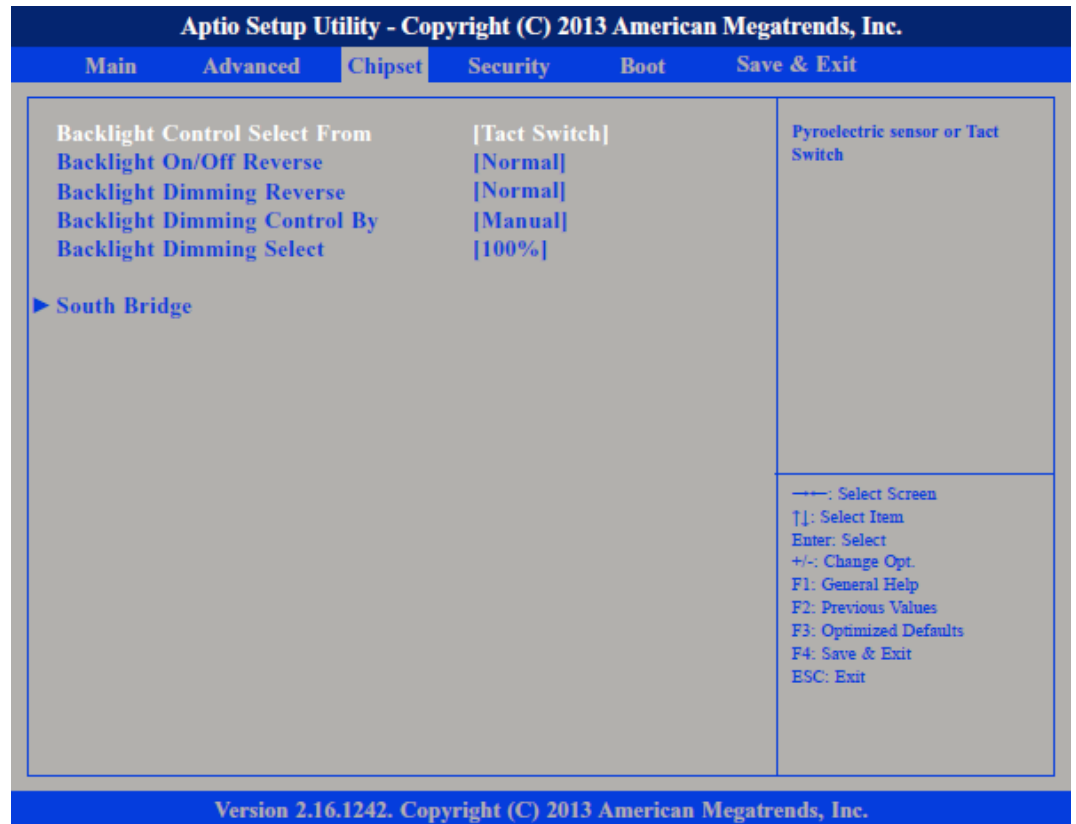 Aptio Setup Utility - Copyright (C) 2013 American Megatrends, Inc.
Main Advanced Chipset Security Boot Save & Exit
Backlight Control Select From [Tact Switch]
Backlight On/Off Reverse [Normal]
Backlight Dimming Reverse [Normal]
Backlight Dimming Control By [Manual]
Backlight Dimming Select [100%]
► South Bridge
Pyroelectric sensor or Tact
Switch
→←: Select Screen
↑↓: Select Item
Enter: Select
+/-: Change Opt.
F1: General Help
F2: Previous Values
F3: Optimized Defaults
F4: Save & Exit
ESC: Exit
Version 2.16.1242. Copyright (C) 2013 American Megatrends, Inc.